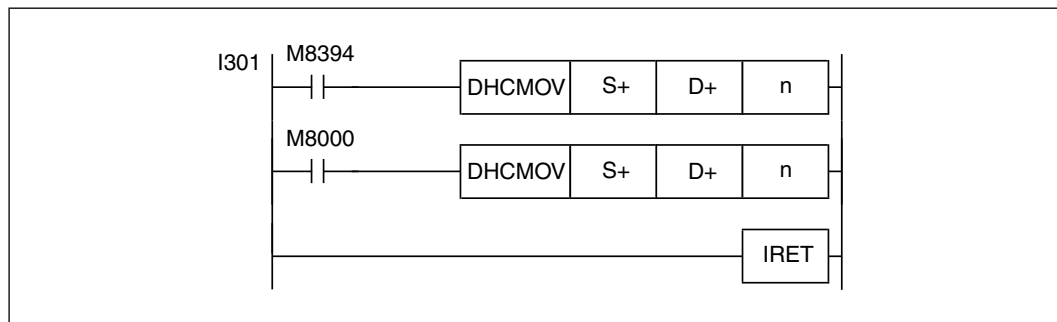 I301 M8394
DHCMOV S+ D+ n
M8000
DHCMOV S+ D+ n
IRET